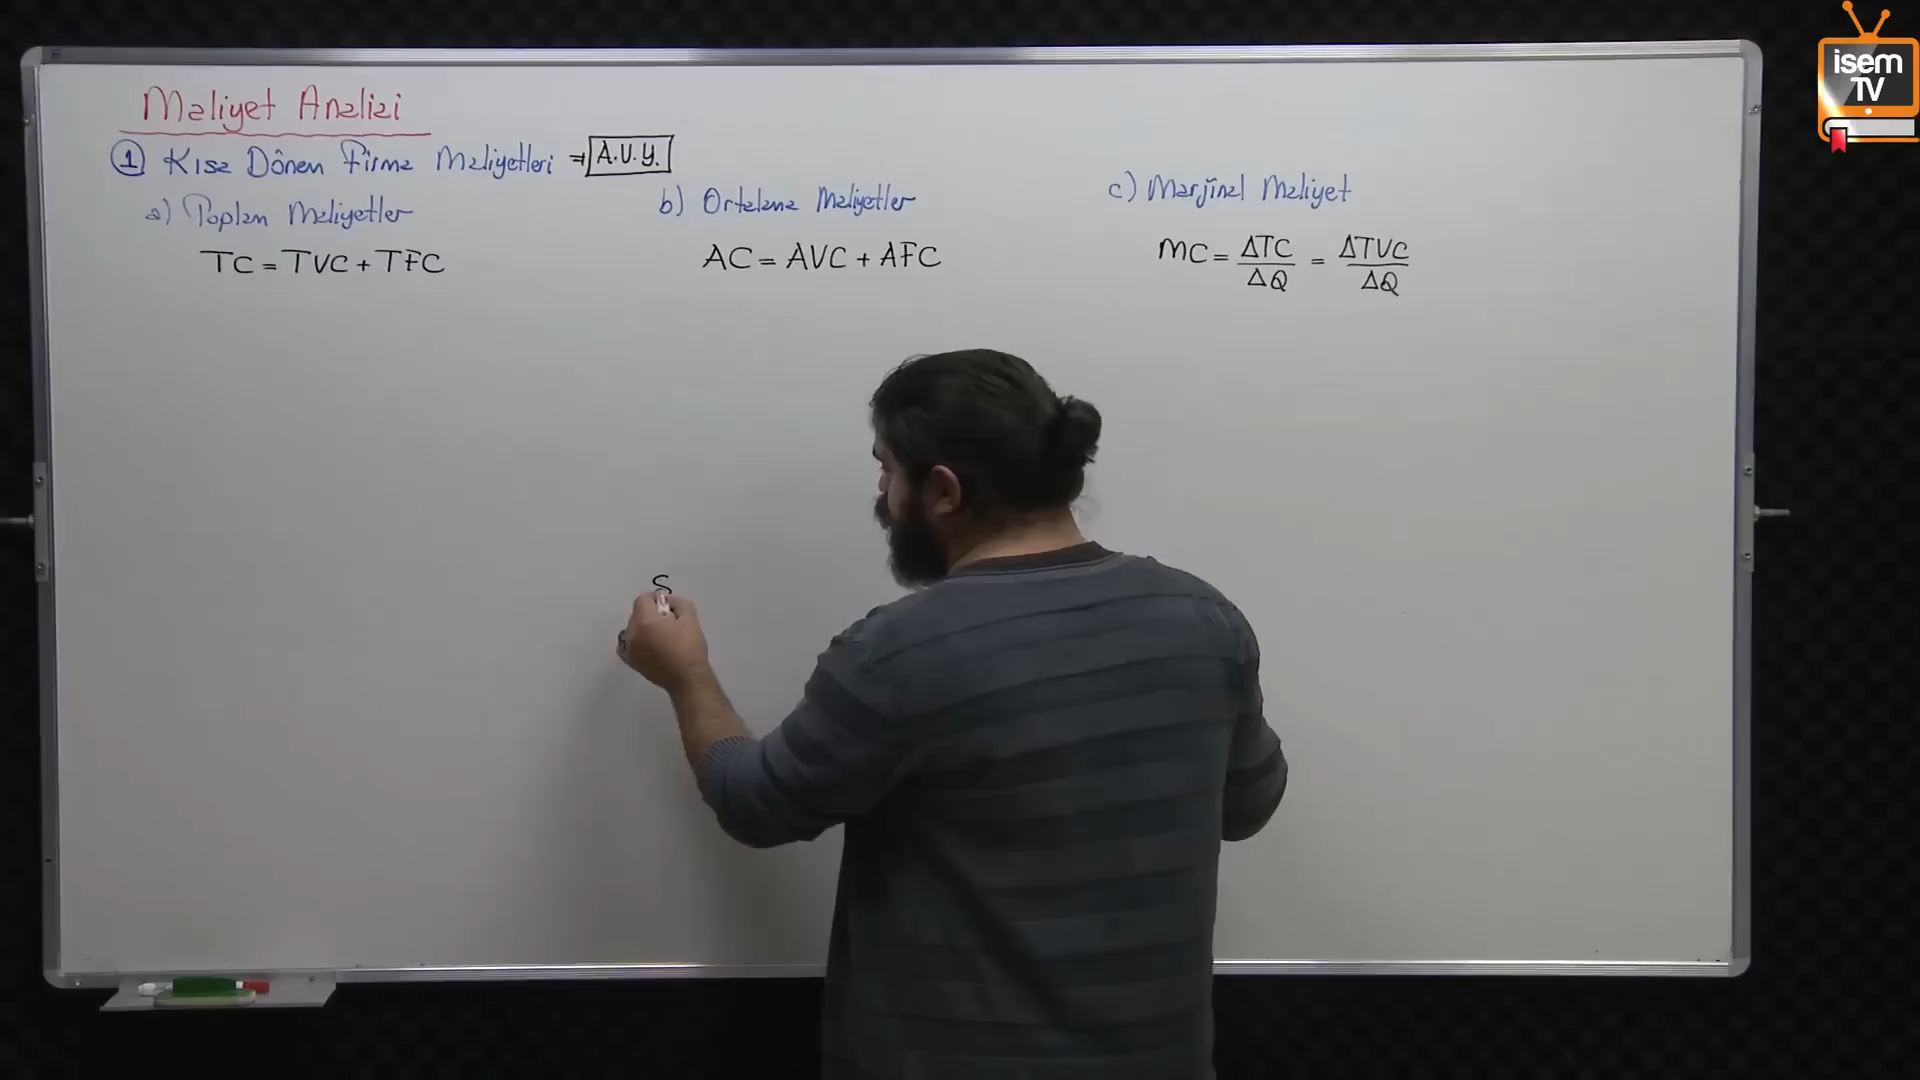 isem
TV
Maliyet Analizi
1 Kısa Dönem Firma Maliyetleri ⇒ A.V.Y.
a) Toplam Maliyetler
TC = TVC + TFC
b) Ortalama Maliyetler
AC = AVC + AFC
c) Marjinal Maliyet
MC = ΔTC/ΔQ = ΔTVC/ΔQ
S